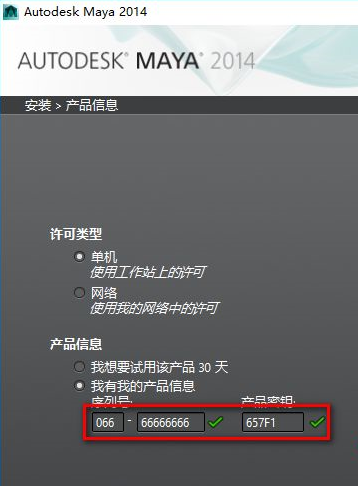 Autodesk Maya 2014
AUTODESK® MAYA® 2014
安装 > 产品信息
许可类型
单机
使用工作站上的许可
网络
使用我的网络中的许可
产品信息
我想要试用该产品 30 天
我有我的产品信息
序列号: 产品密钥:
066 - 66666666 657F1